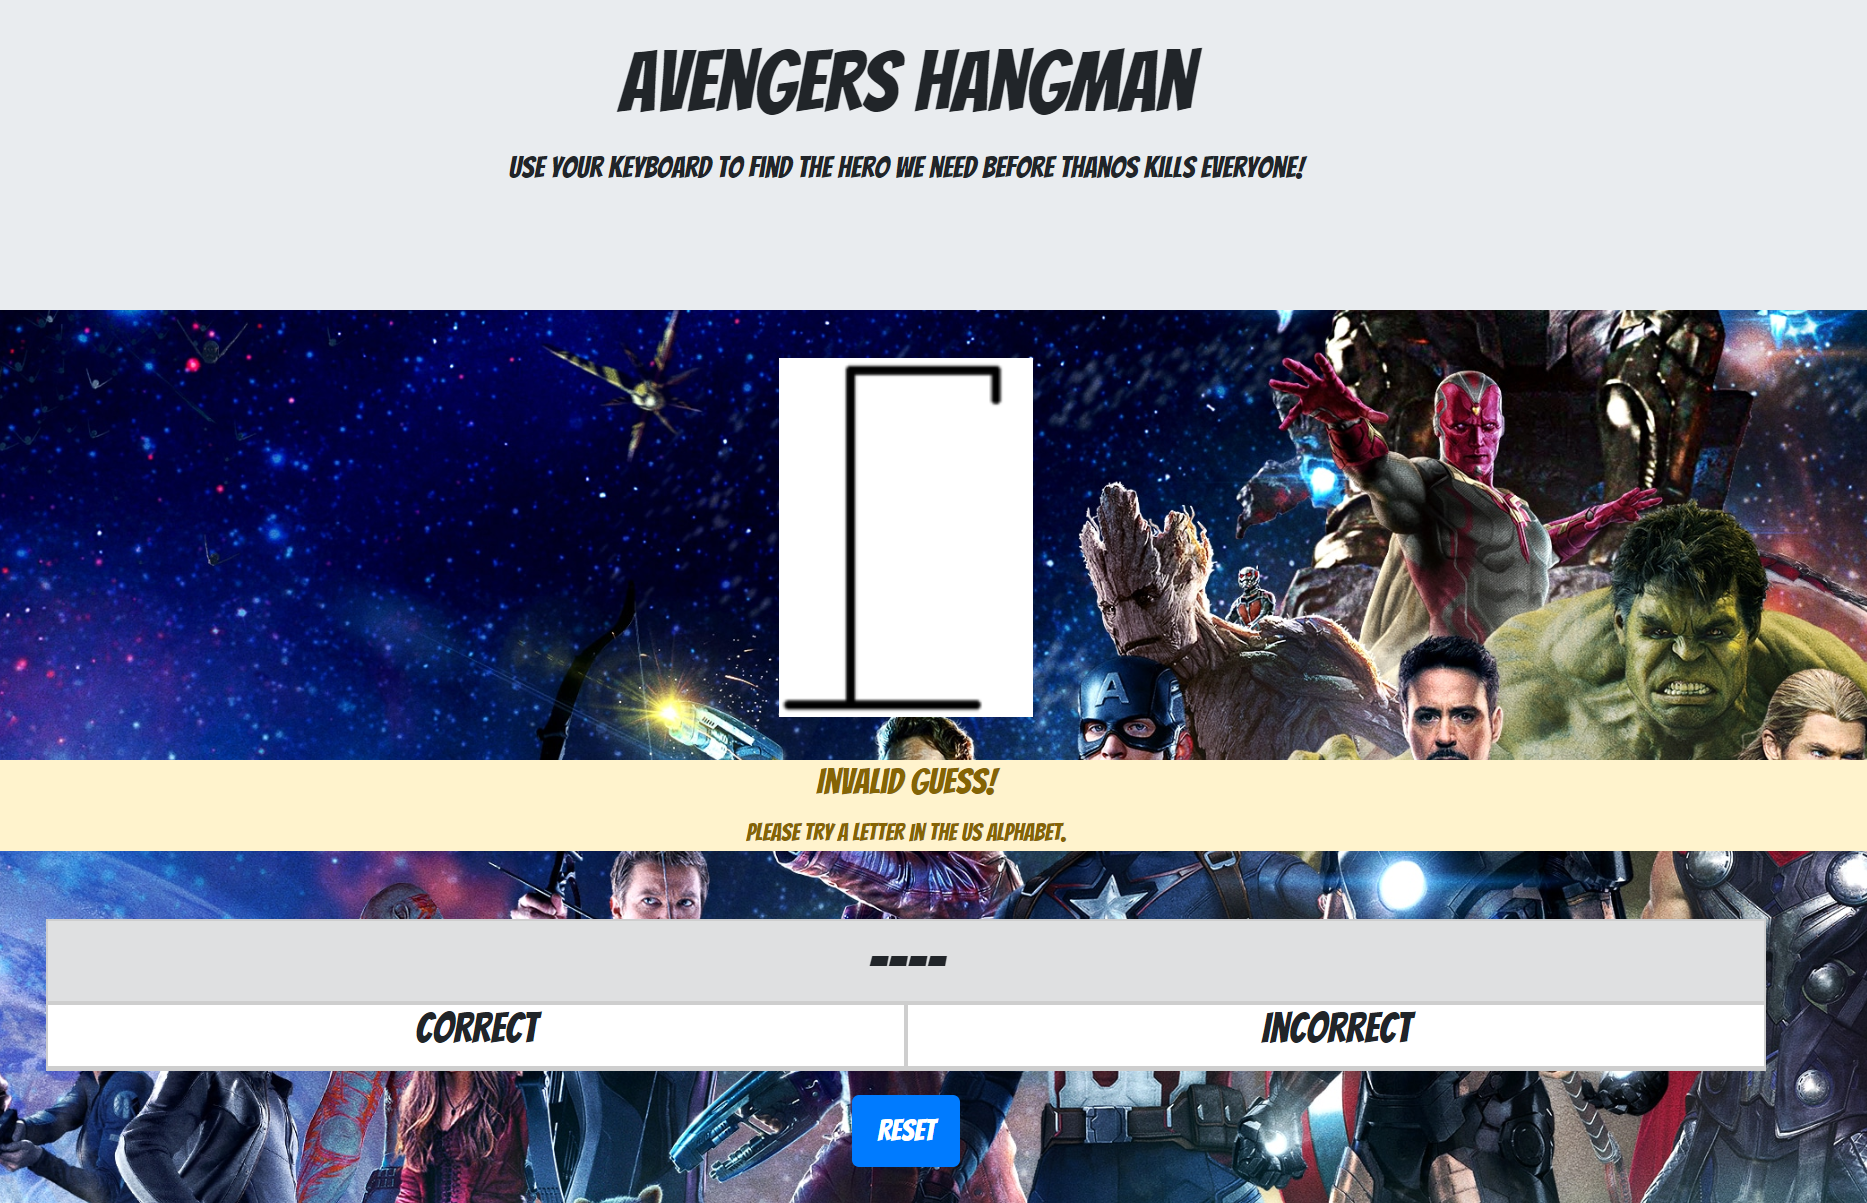 AVENGERS HANGMAN
USE YOUR KEYBOARD TO FIND THE HERO WE NEED BEFORE THANOS KILLS EVERYONE!
A
INVALID GUESS!
PLEASE TRY A LETTER IN THE US ALPHABET.
----
CORRECT
INCORRECT
RESET